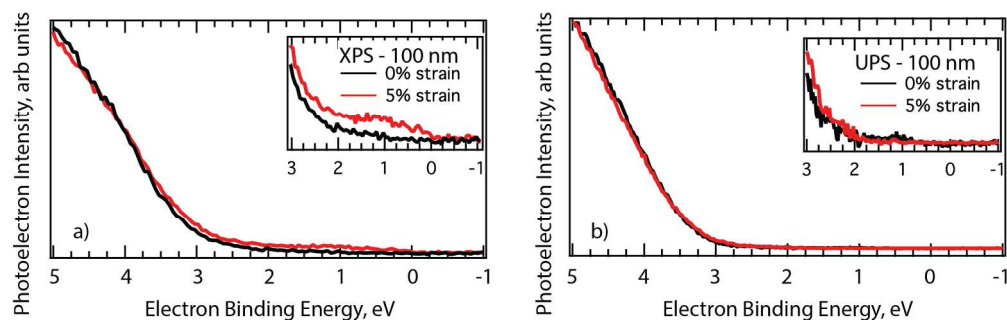 Photoelectron Intensity, arb units
XPS - 100 nm
0% strain
5% strain
3 2 1 0 -1
a)
5 4 3 2 1 0 -1
Electron Binding Energy, eV
Photoelectron Intensity, arb units
UPS - 100 nm
0% strain
5% strain
3 2 1 0 -1
b)
5 4 3 2 1 0 -1
Electron Binding Energy, eV